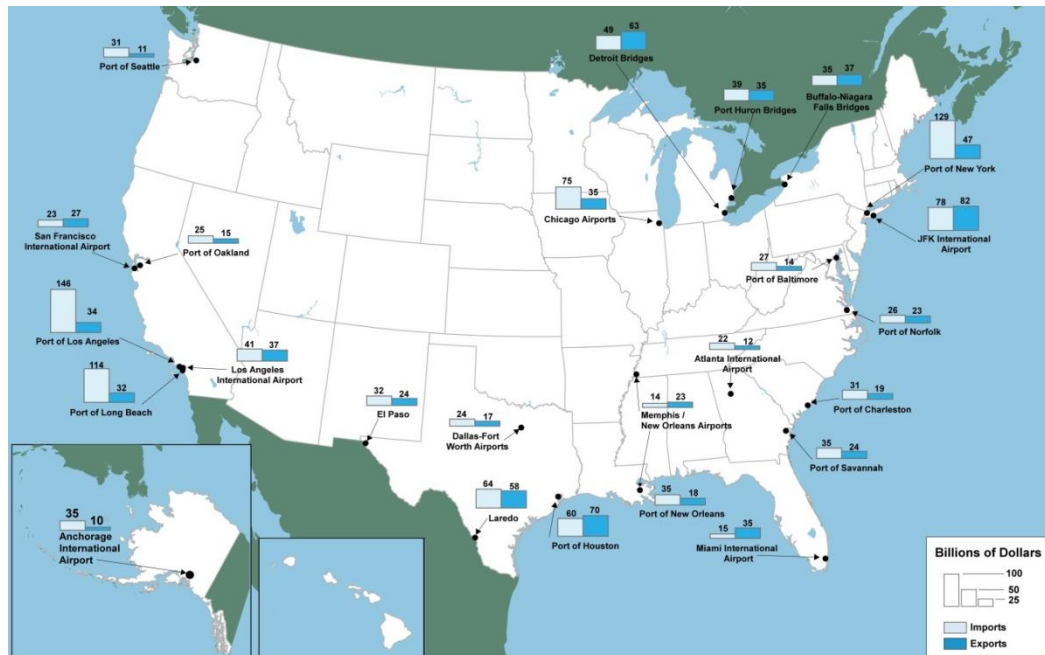 31 11
Port of Seattle
49 63
Detroit Bridges
39 35
Port Huron Bridges
35 37
Buffalo-Niagara
Falls Bridges
129
47
Port of New York
78 82
JFK International
Airport
75
35
Chicago Airports
23 27
San Francisco
International Airport
25 15
Port of Oakland
27 14
Port of Baltimore
26 23
Port of Norfolk
146
34
Port of Los Angeles
41 37
Los Angeles
International Airport
114
32
Port of Long Beach
22 12
Atlanta International
Airport
32 24
El Paso
24 17
Dallas-Fort
Worth Airports
14 23
Memphis /
New Orleans Airports
31 19
Port of Charleston
35 24
Port of Savannah
64 58
Laredo
60 70
Port of Houston
35 18
Port of New Orleans
15 35
Miami International
Airport
35
10
Anchorage
International
Airport
Billions of Dollars
100
50
25
Imports
Exports